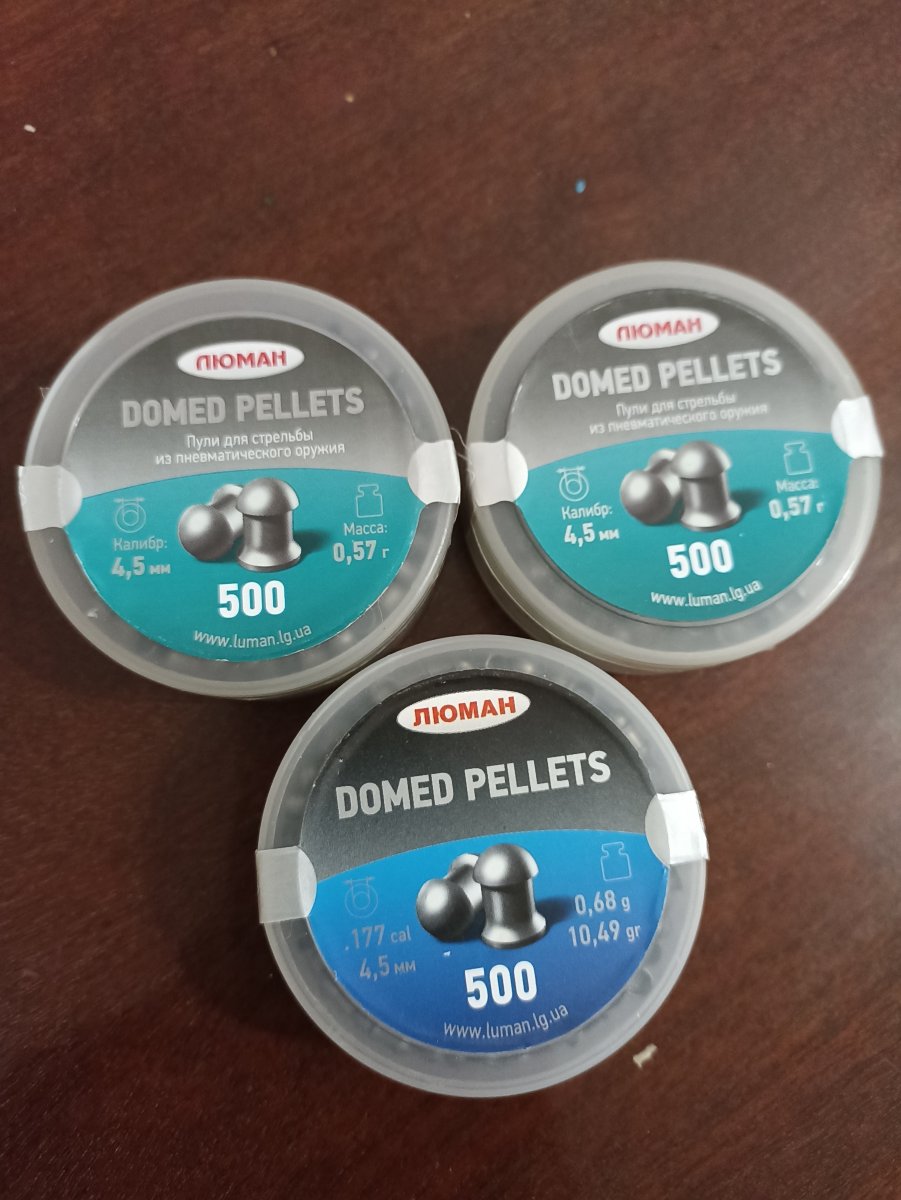 ЛЮМАН
DOMED PELLETS
Пули для стрельбы
из пневматического оружия
Калибр:
4,5 мм
Масса:
0,57 г
500
www.luman.lg.ua
ЛЮМАН
DOMED PELLETS
Пули для стрельбы
из пневматического оружия
Калибр:
4,5 мм
Масса:
0,57 г
500
www.luman.lg.ua
ЛЮМАН
DOMED PELLETS
.177 cal
4,5 мм
0,68 g
10,49 gr
500
www.luman.lg.ua